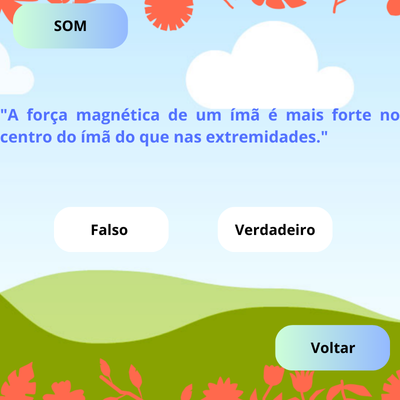 SOM
"A força magnética de um ímã é mais forte no
centro do ímã do que nas extremidades."
Falso
Verdadeiro
Voltar